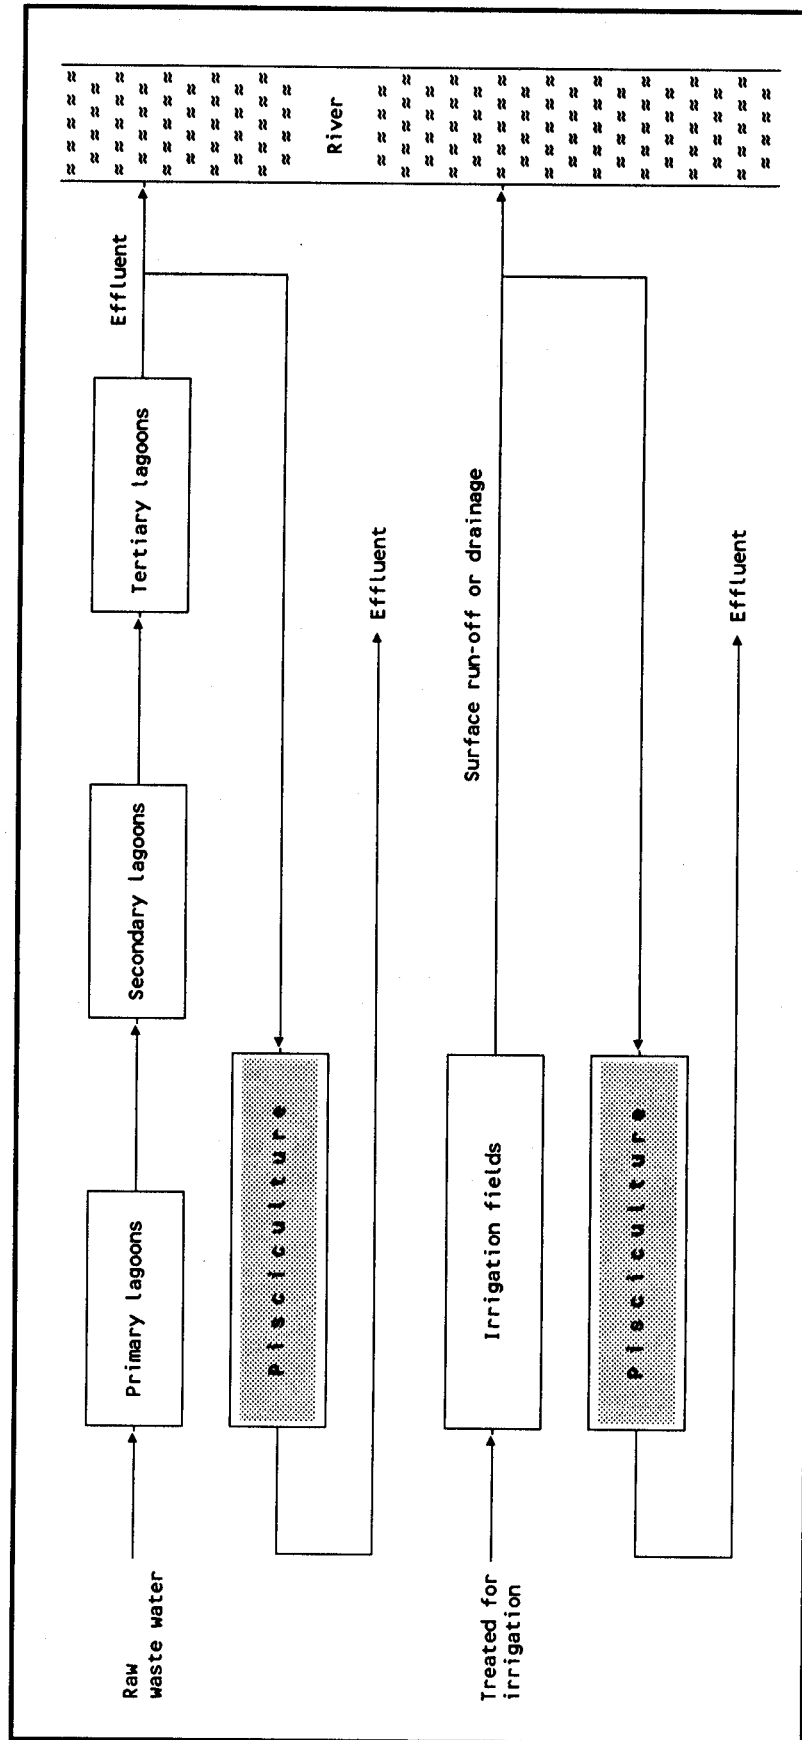 Raw
waste water
Primary lagoons
Secondary lagoons
Tertiary lagoons
Effluent
Pisciculture
Effluent
River
Treated for
irrigation
Irrigation fields
Surface run-off or drainage
Pisciculture
Effluent